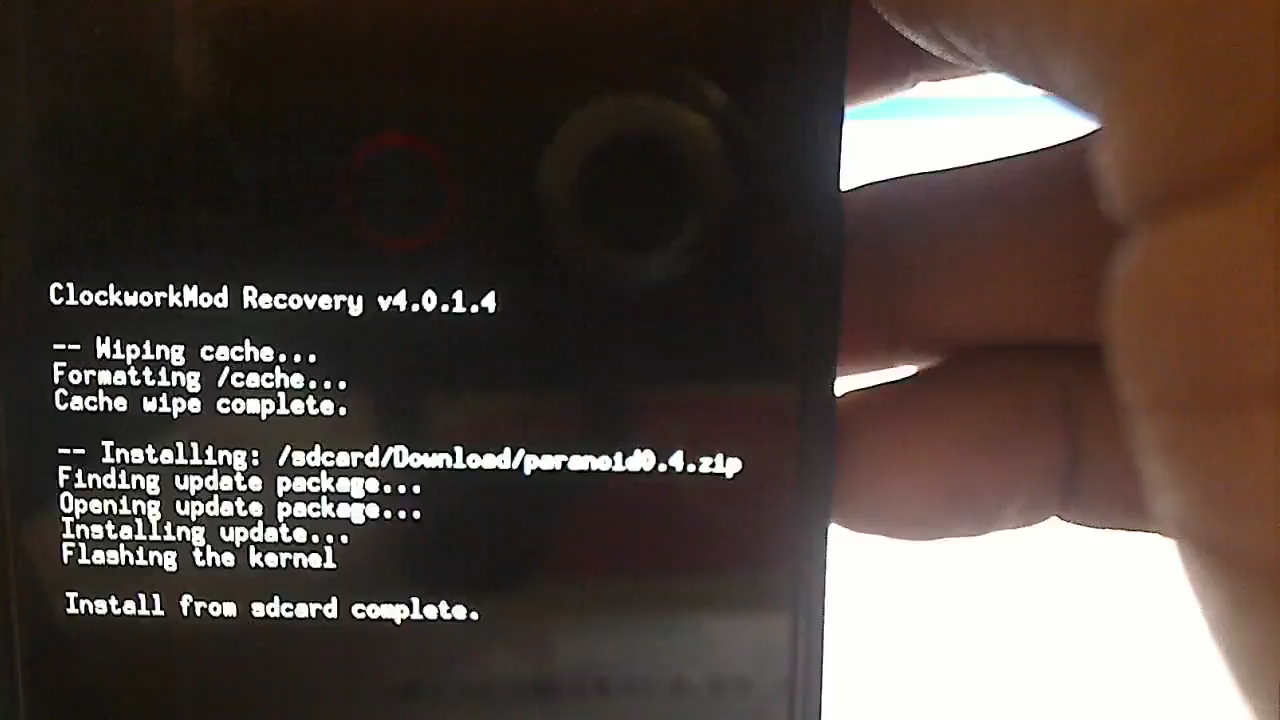 ClockworkMod Recovery v4.0.1.4
-- Wiping cache...
Formatting /cache...
Cache wipe complete.
-- Installing: /sdcard/Download/paranoid0.4.zip
Finding update package...
Opening update package...
Installing update...
Flashing the kernel
Install from sdcard complete.